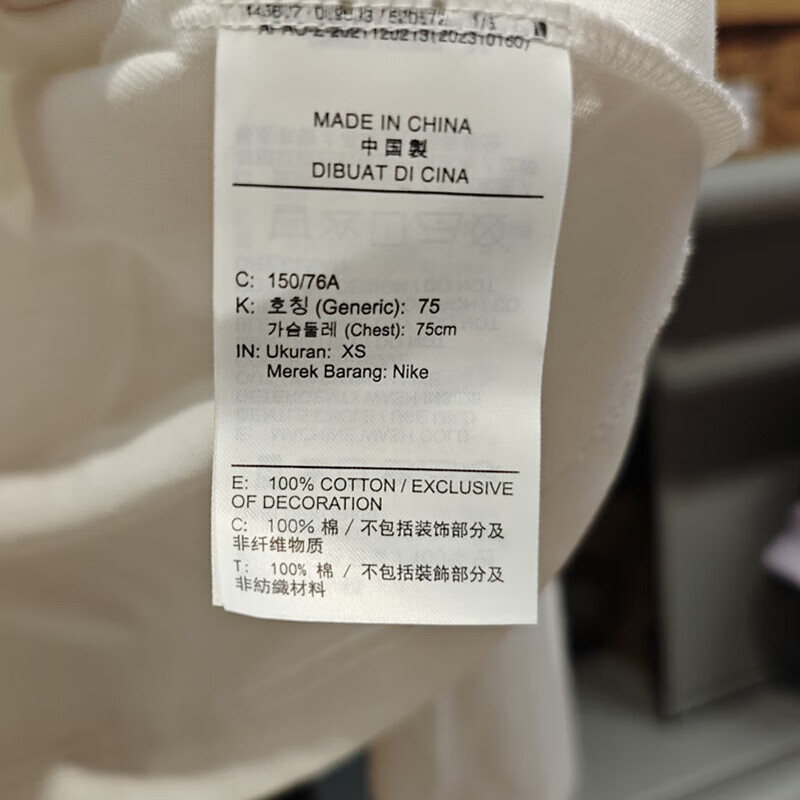 MADE IN CHINA
中国製
DIBUAT DI CINA
C: 150/76A
K: 호칭 (Generic): 75
가슴둘레 (Chest): 75cm
IN: Ukuran: XS
Merek Barang: Nike
E: 100% COTTON / EXCLUSIVE
OF DECORATION
C: 100% 棉 / 不包括装饰部分及
非纤维物质
T: 100% 棉 / 不包括裝飾部分及
非紡織材料